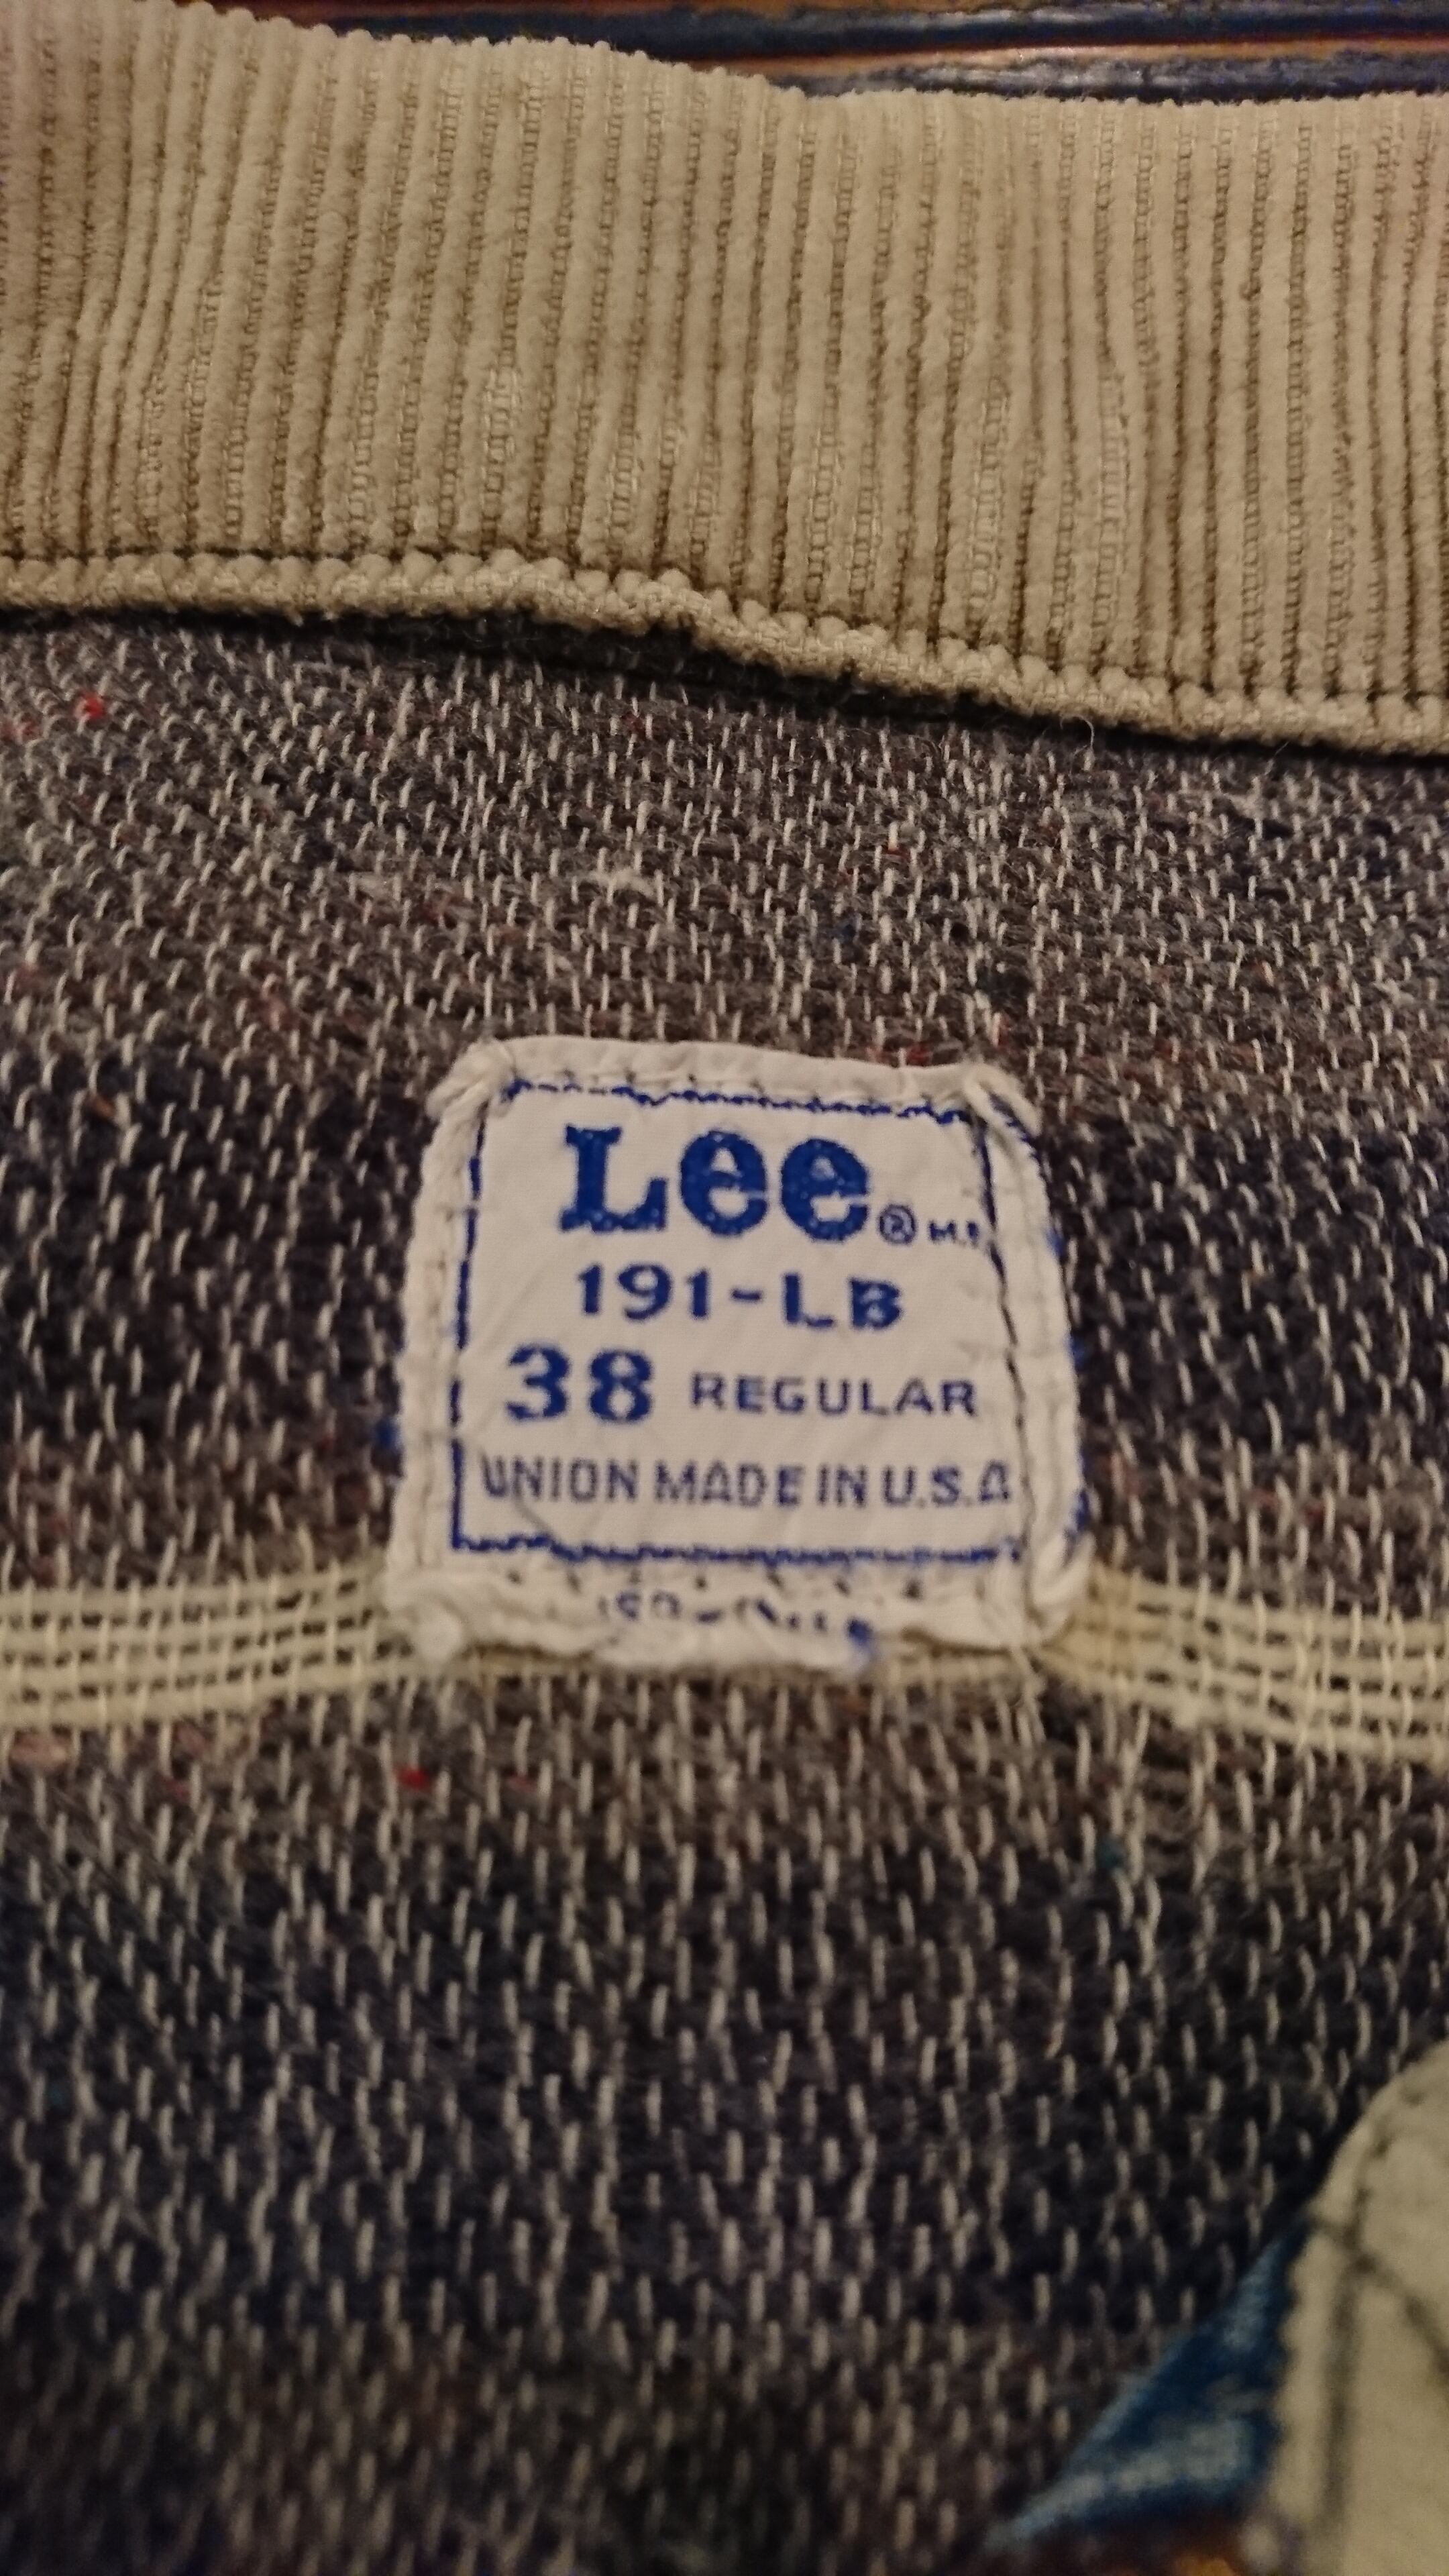 Lee® M.R.
191-LB
38 REGULAR
UNION MADE IN U.S.A